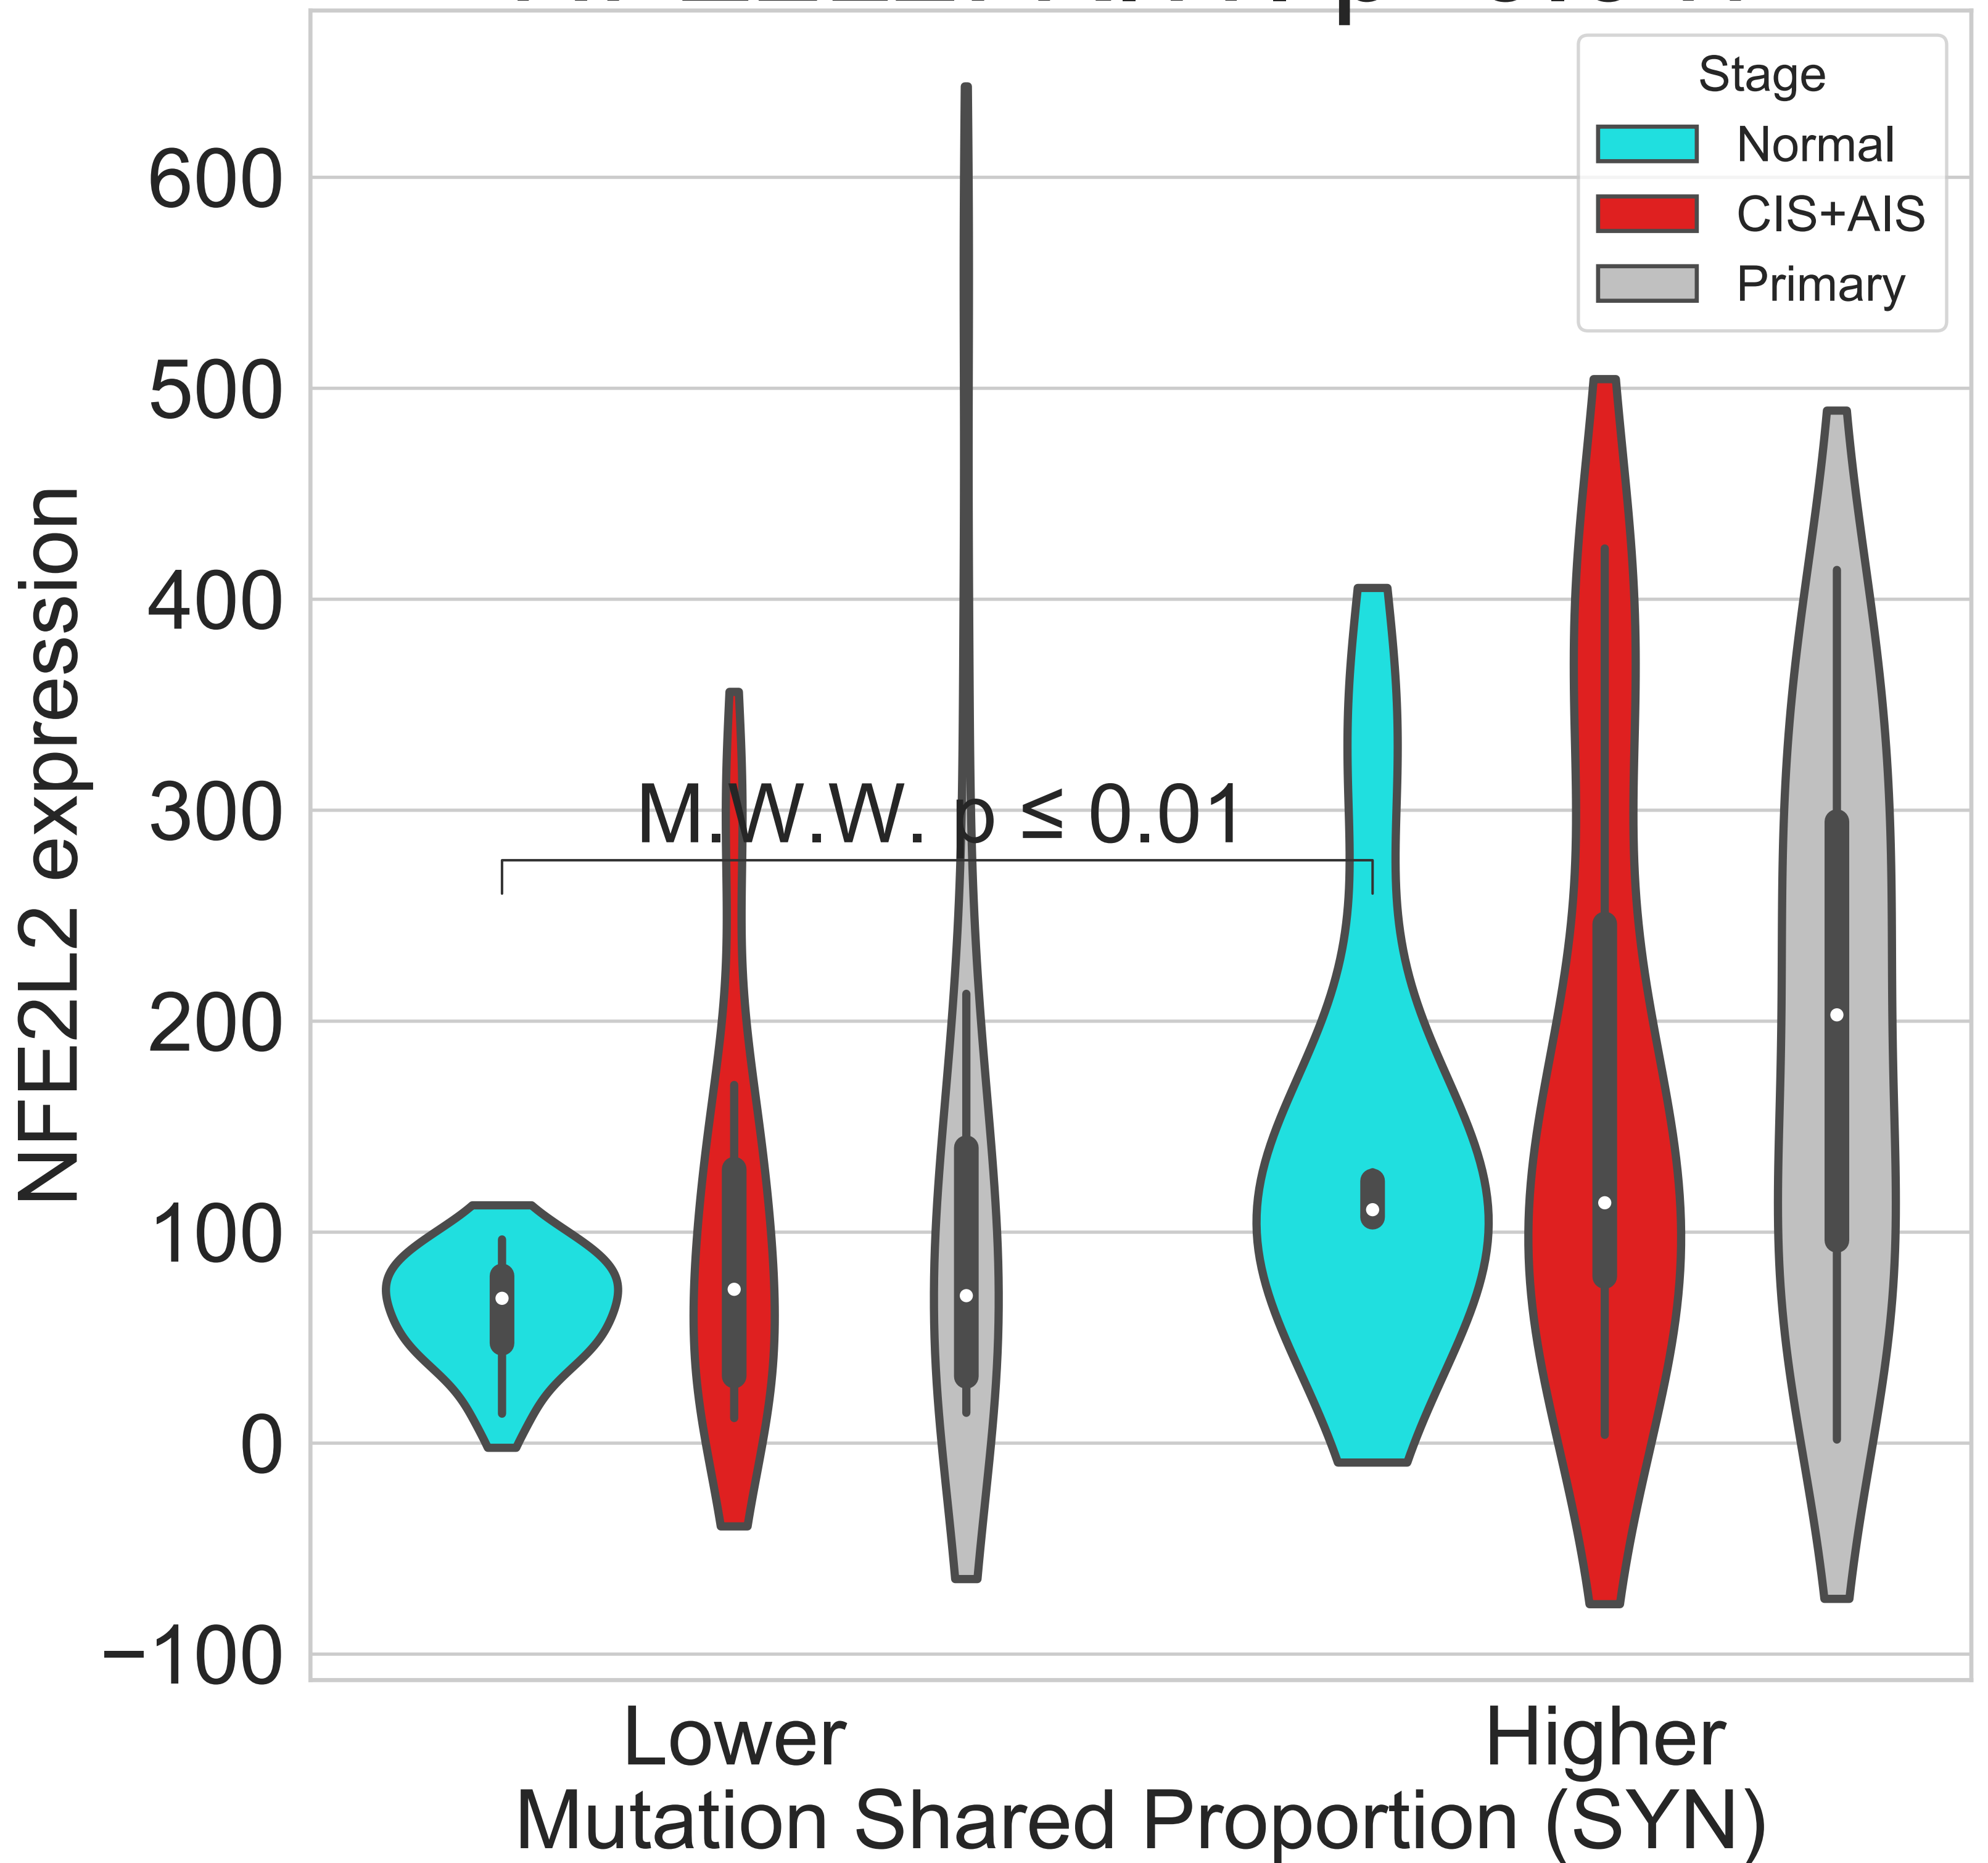 Stage
Normal
CIS+AIS
Primary
600
500
400
300
200
100
0
−100
NFE2L2 expression
M.W.W. p ≤ 0.01
Lower
Higher
Mutation Shared Proportion (SYN)